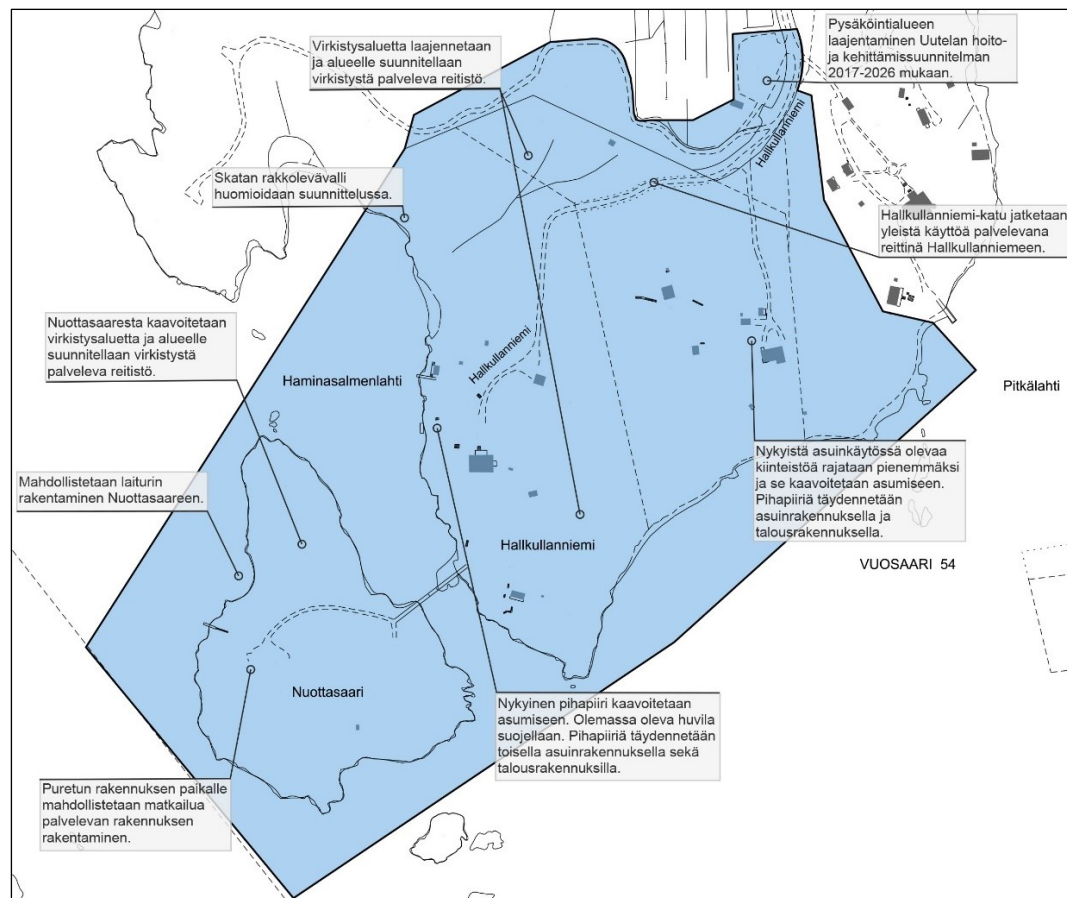 Virkistysaluetta laajennetaan
ja alueelle suunnitellaan
virkistystä palveleva reitistö.
Pysäköintialueen
laajentaminen Uutelan hoito-
ja kehittämissuunnitelman
2017-2026 mukaan.
Hallkullanniemi
Skatan rakkolevävalli
huomioidaan suunnittelussa.
Hallkullanniemi-katu jatketaan
yleistä käyttöä palvelevana
reittinä Hallkullanniemeen.
Nuottasaaresta kaavoitetaan
virkistysaluetta ja alueelle
suunnitellaan virkistystä
palveleva reitistö.
Haminasalmenlahti
Hallkullanniemi
Pitkälahti
Mahdollistetaan laiturin
rakentaminen Nuottasaareen.
Nykyistä asuinkäytössä olevaa
kiinteistöä rajataan pienemmäksi
ja se kaavoitetaan asumiseen.
Pihapiiriä täydennetään
asuinrakennuksella ja
talousrakennuksella.
Hallkullanniemi
VUOSAARI 54
Nuottasaari
Nykyinen pihapiiri kaavoitetaan
asumiseen. Olemassa oleva huvila
suojellaan. Pihapiiriä täydennetään
toisella asuinrakennuksella sekä
talousrakennuksilla.
Puretun rakennuksen paikalle
mahdollistetaan matkailua
palvelevan rakennuksen
rakentaminen.